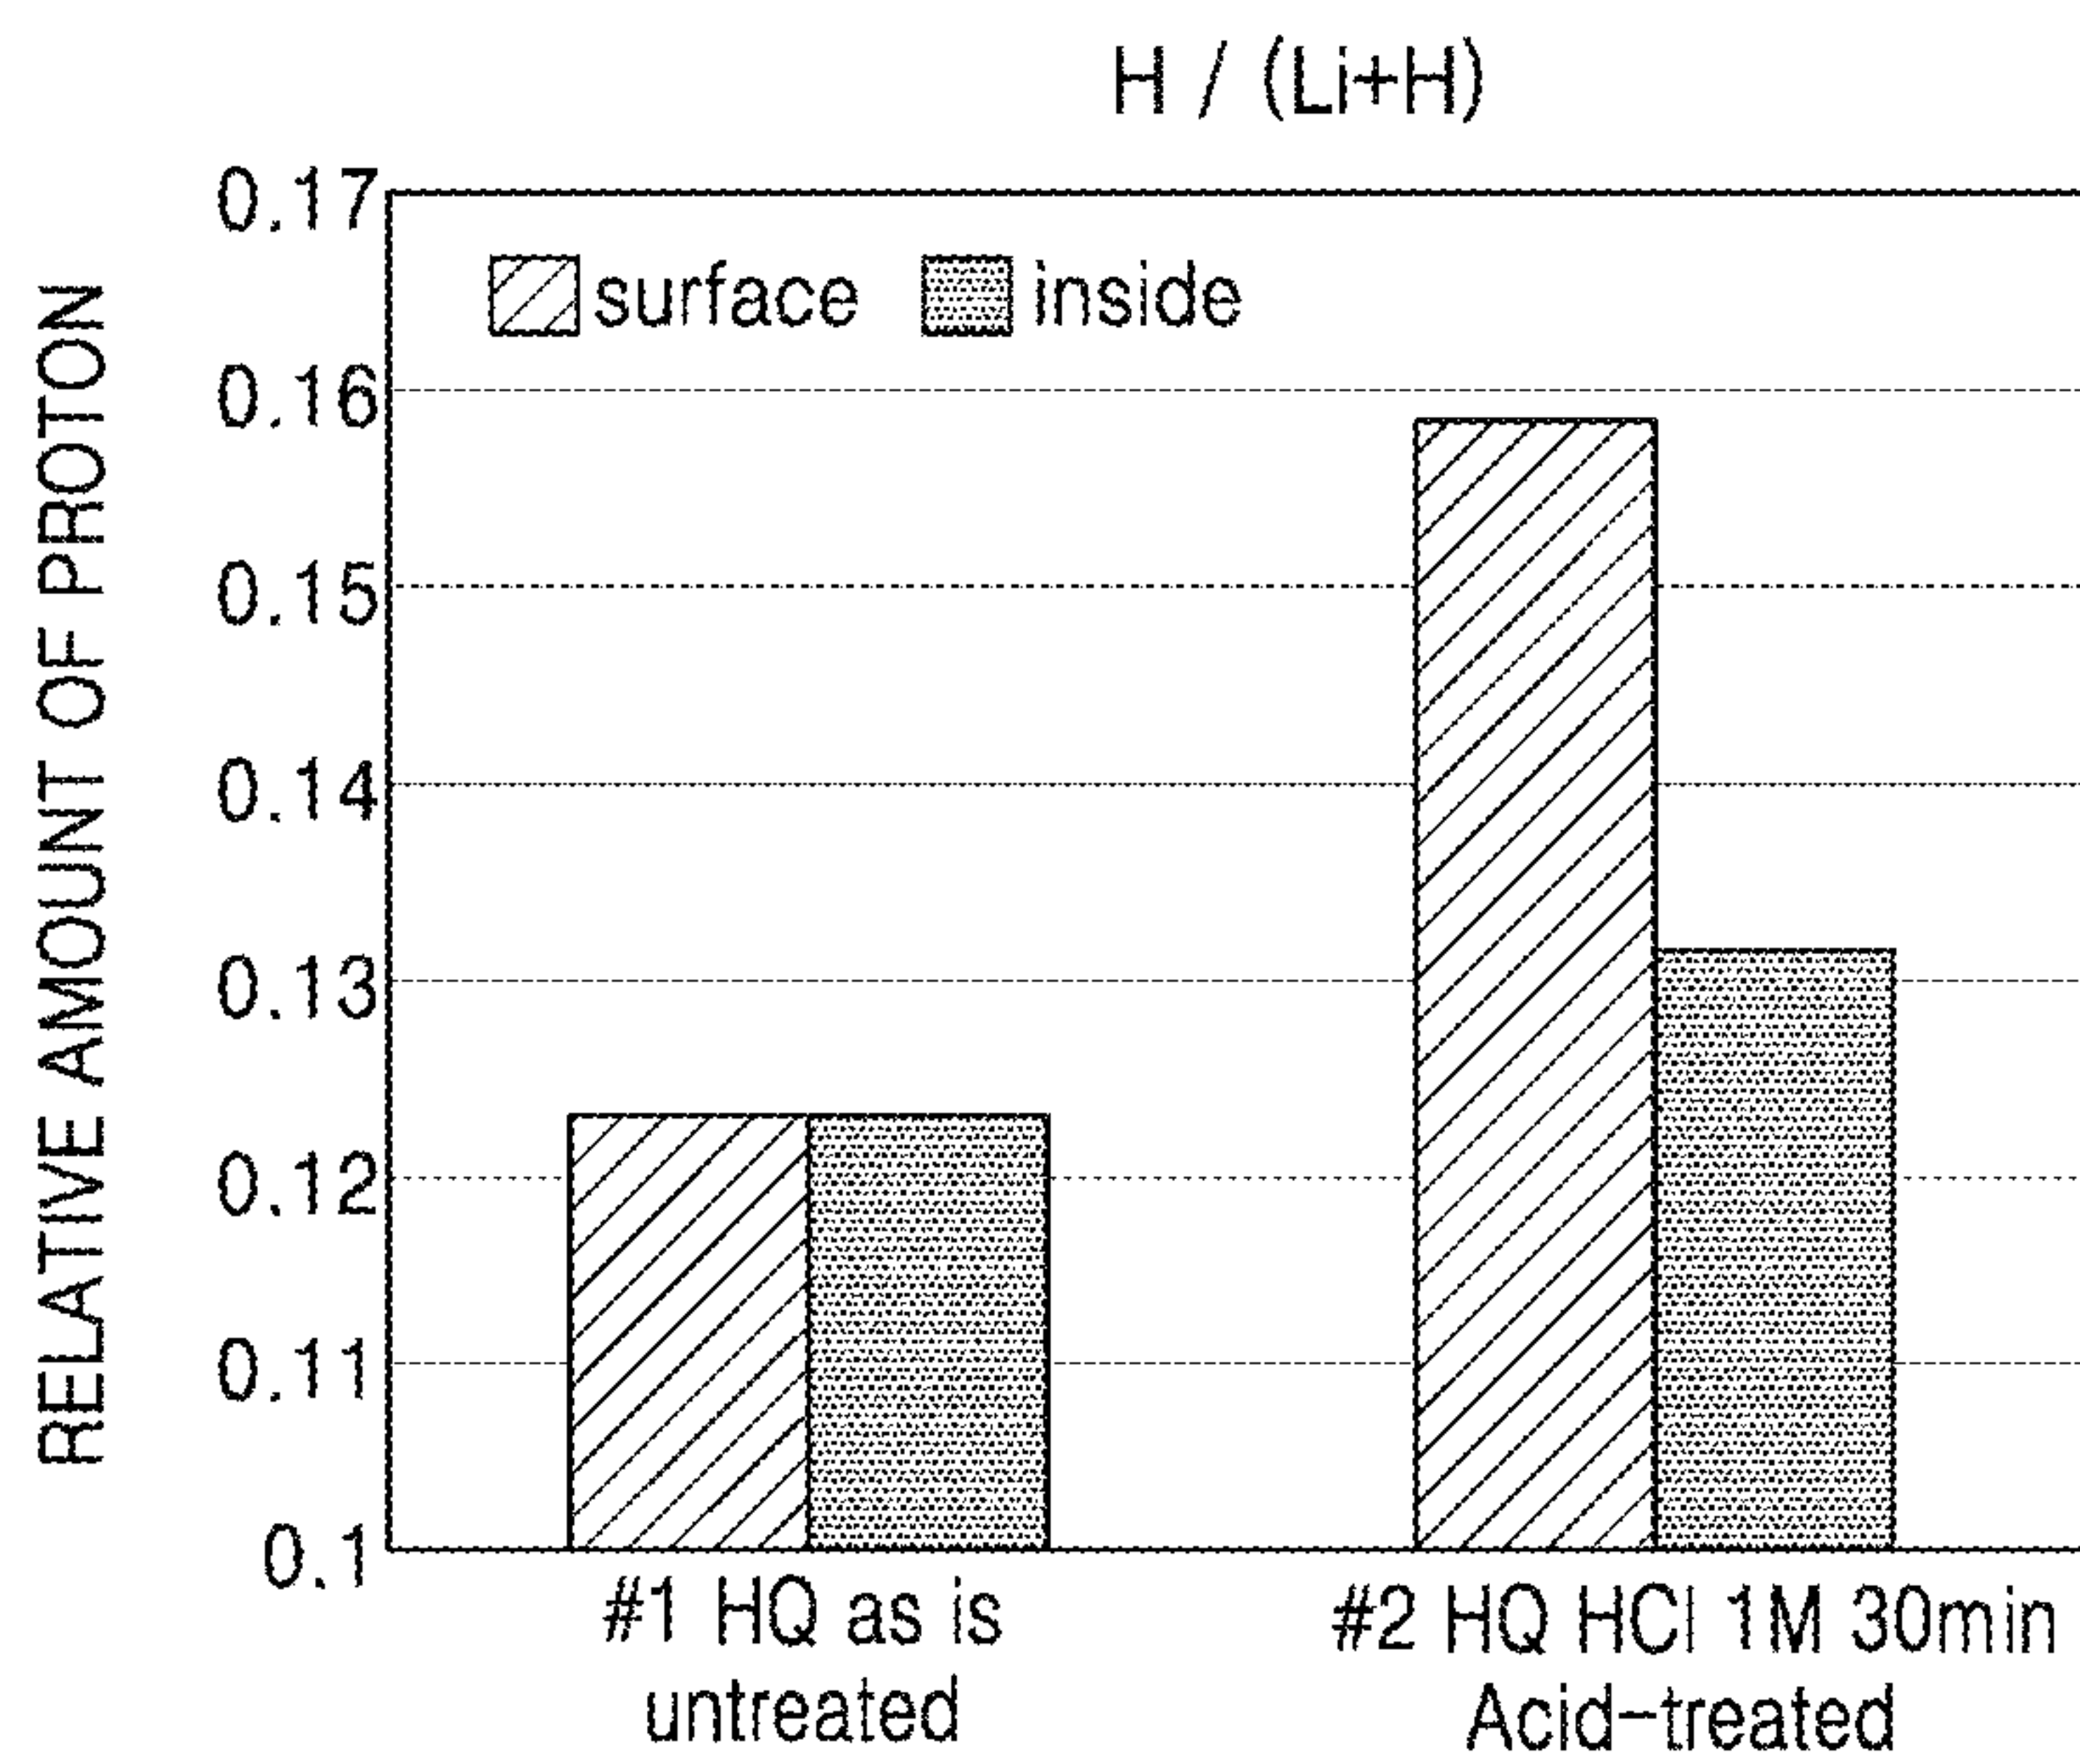 H / (Li+H)
RELATIVE AMOUNT OF PROTON
0.17
0.16
0.15
0.14
0.13
0.12
0.11
0.1
surface
inside
#1 HQ as is
untreated
#2 HQ HCl 1M 30min
Acid-treated